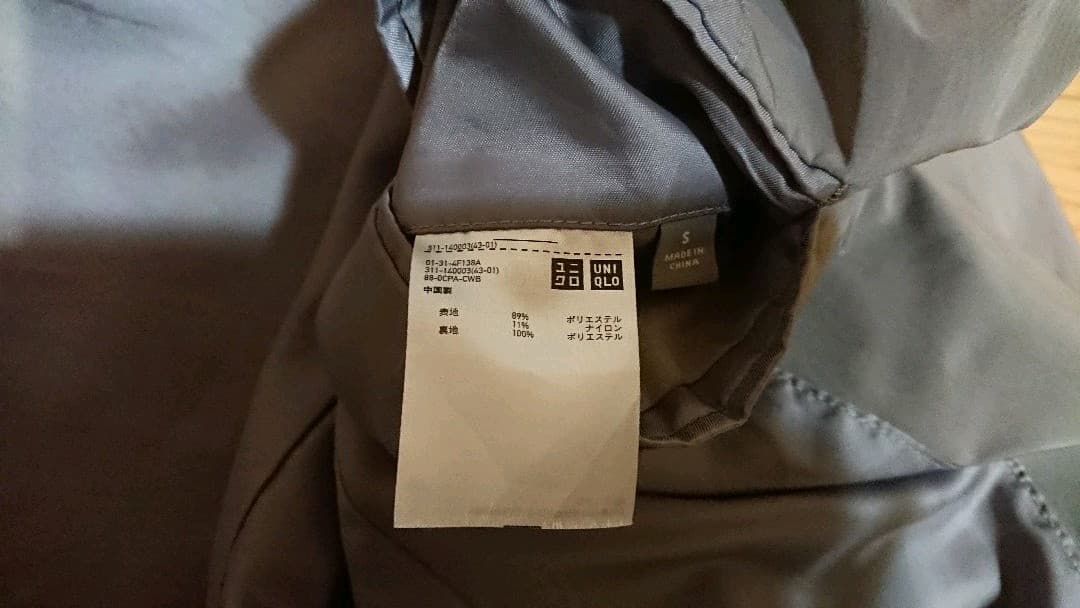 311-140003(43-01)
01-31-4F138A
311-140003(43-01)
88-DCPA-CWB
中国製
ユニ
クロ
UNI
QLO
表地 89% ポリエステル
11% ナイロン
裏地 100% ポリエステル
S
MADE IN
CHINA